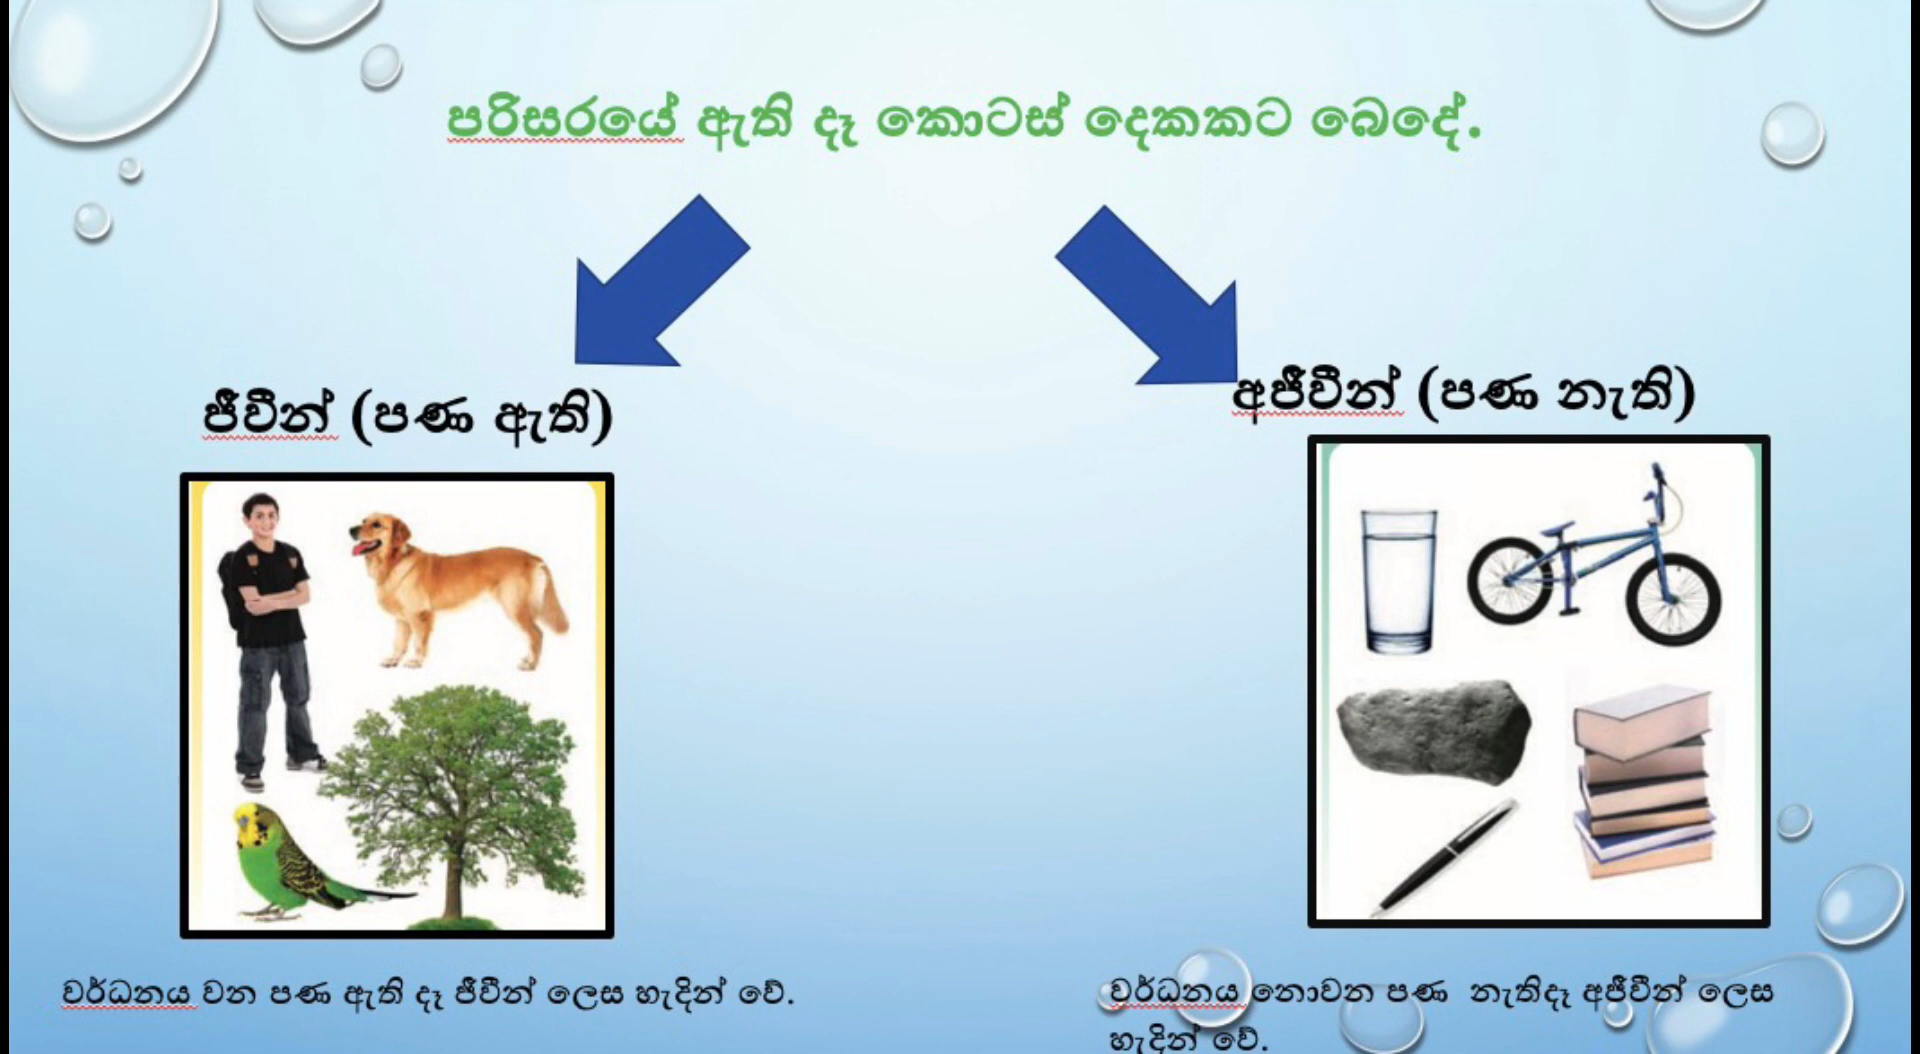 පරිසරයේ ඇති දෑ කොටස් දෙකකට බෙදේ.
ජීවීන් (පණ ඇති)
අජීවීන් (පණ නැති)
වර්ධනය වන පණ ඇති දෑ ජීවීන් ලෙස හැදින් වේ.
වර්ධනය නොවන පණ නැතිදෑ අජීවීන් ලෙස
හැදින් වේ.